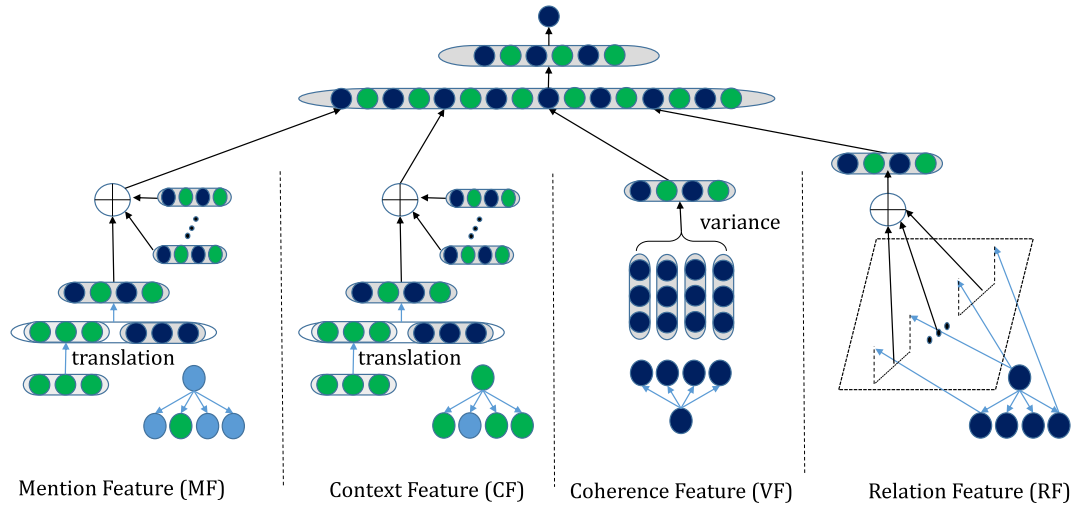 variance
translation
translation
Mention Feature (MF)
Context Feature (CF)
Coherence Feature (VF)
Relation Feature (RF)